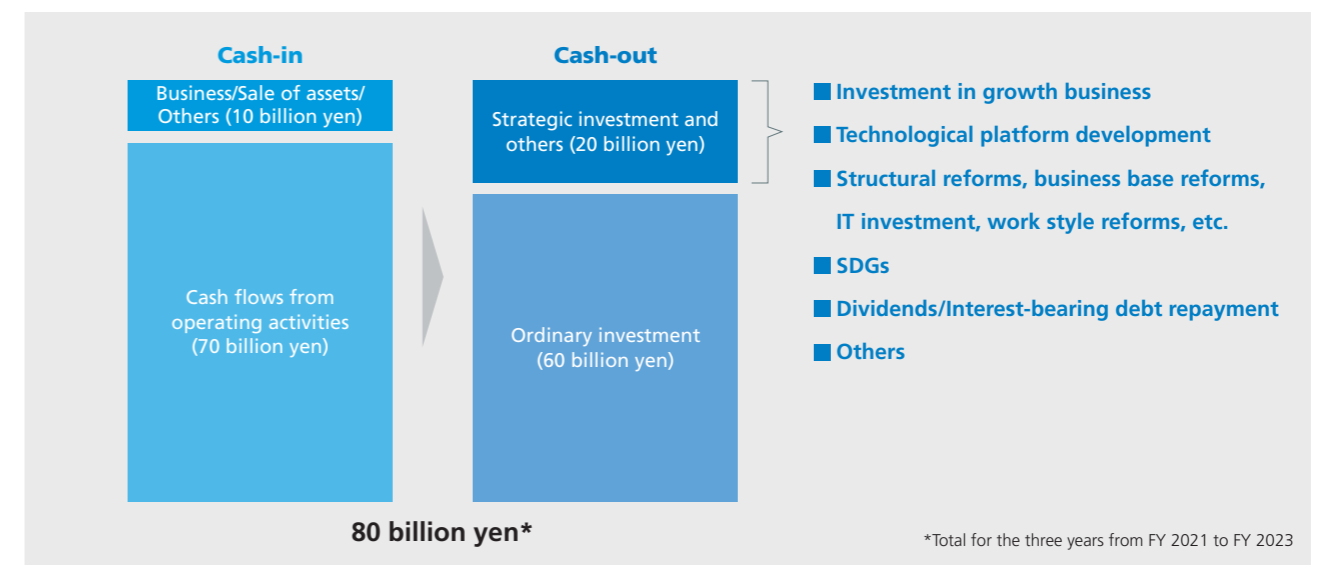 Cash-in
Business/Sale of assets/
Others (10 billion yen)
Cash flows from
operating activities
(70 billion yen)
Cash-out
Strategic investment and
others (20 billion yen)
Ordinary investment
(60 billion yen)
Investment in growth business
Technological platform development
Structural reforms, business base reforms,
IT investment, work style reforms, etc.
SDGs
Dividends/Interest-bearing debt repayment
Others
80 billion yen*
*Total for the three years from FY 2021 to FY 2023